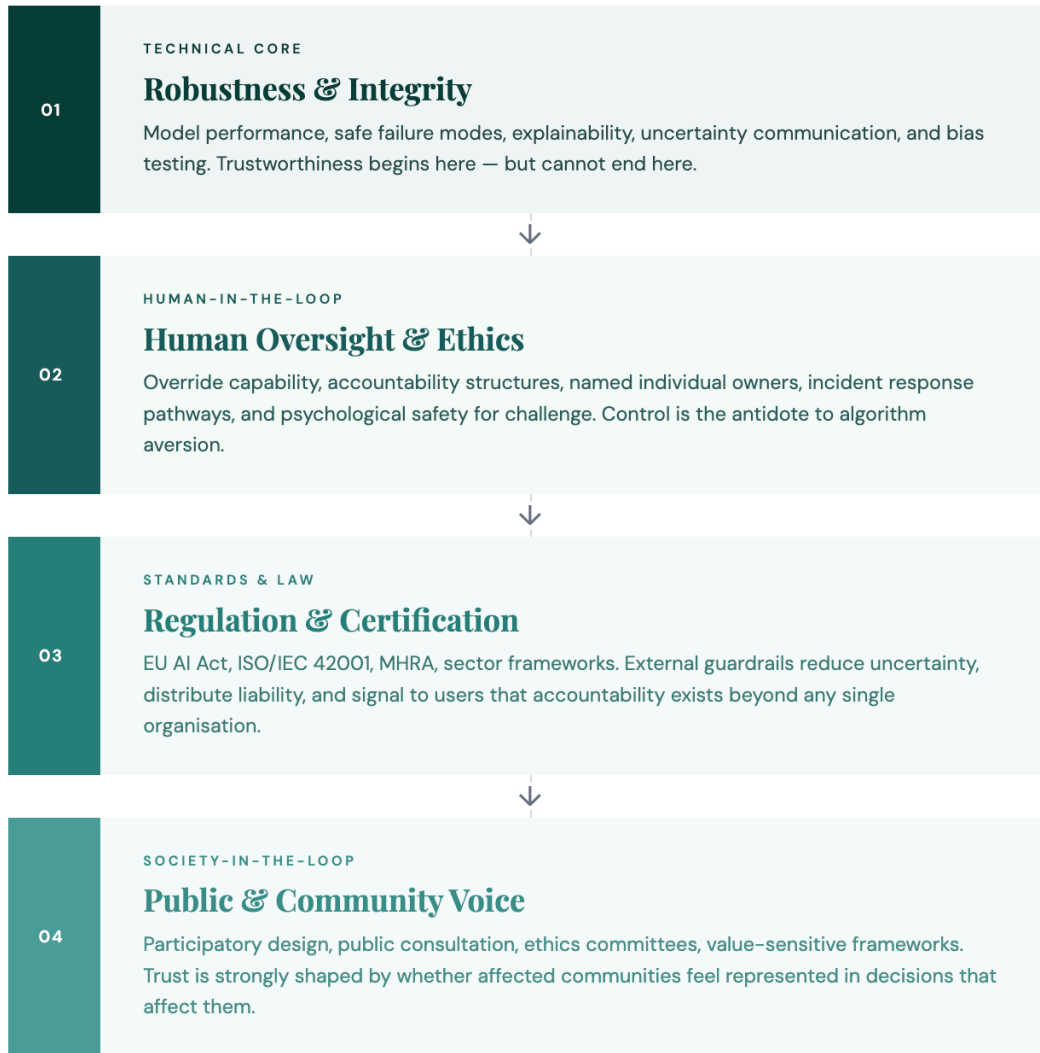 01
TECHNICAL CORE
Robustness & Integrity
Model performance, safe failure modes, explainability, uncertainty communication, and bias
testing. Trustworthiness begins here — but cannot end here.
02
HUMAN-IN-THE-LOOP
Human Oversight & Ethics
Override capability, accountability structures, named individual owners, incident response
pathways, and psychological safety for challenge. Control is the antidote to algorithm
aversion.
03
STANDARDS & LAW
Regulation & Certification
EU AI Act, ISO/IEC 42001, MHRA, sector frameworks. External guardrails reduce uncertainty,
distribute liability, and signal to users that accountability exists beyond any single
organisation.
04
SOCIETY-IN-THE-LOOP
Public & Community Voice
Participatory design, public consultation, ethics committees, value-sensitive frameworks.
Trust is strongly shaped by whether affected communities feel represented in decisions that
affect them.